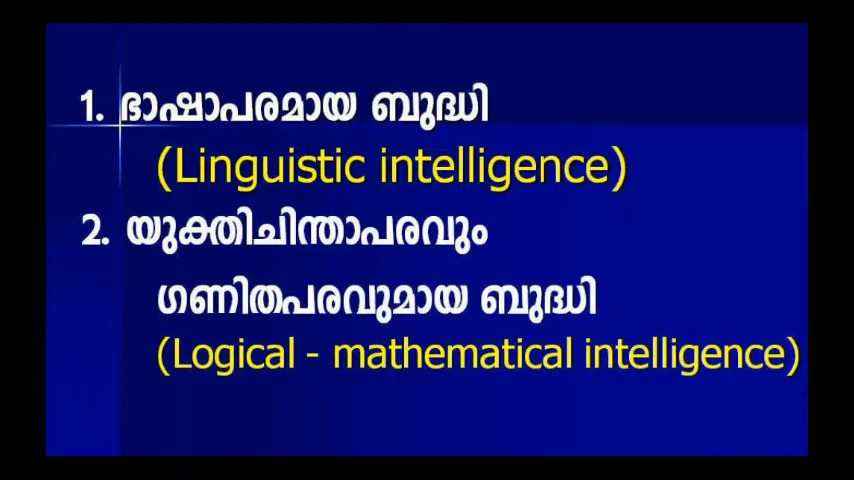 1. ഭാഷാപരമായ ബുദ്ധി
(Linguistic intelligence)
2. യുക്തിചിന്താപരവും
ഗണിതപരവുമായ ബുദ്ധി
(Logical - mathematical intelligence)